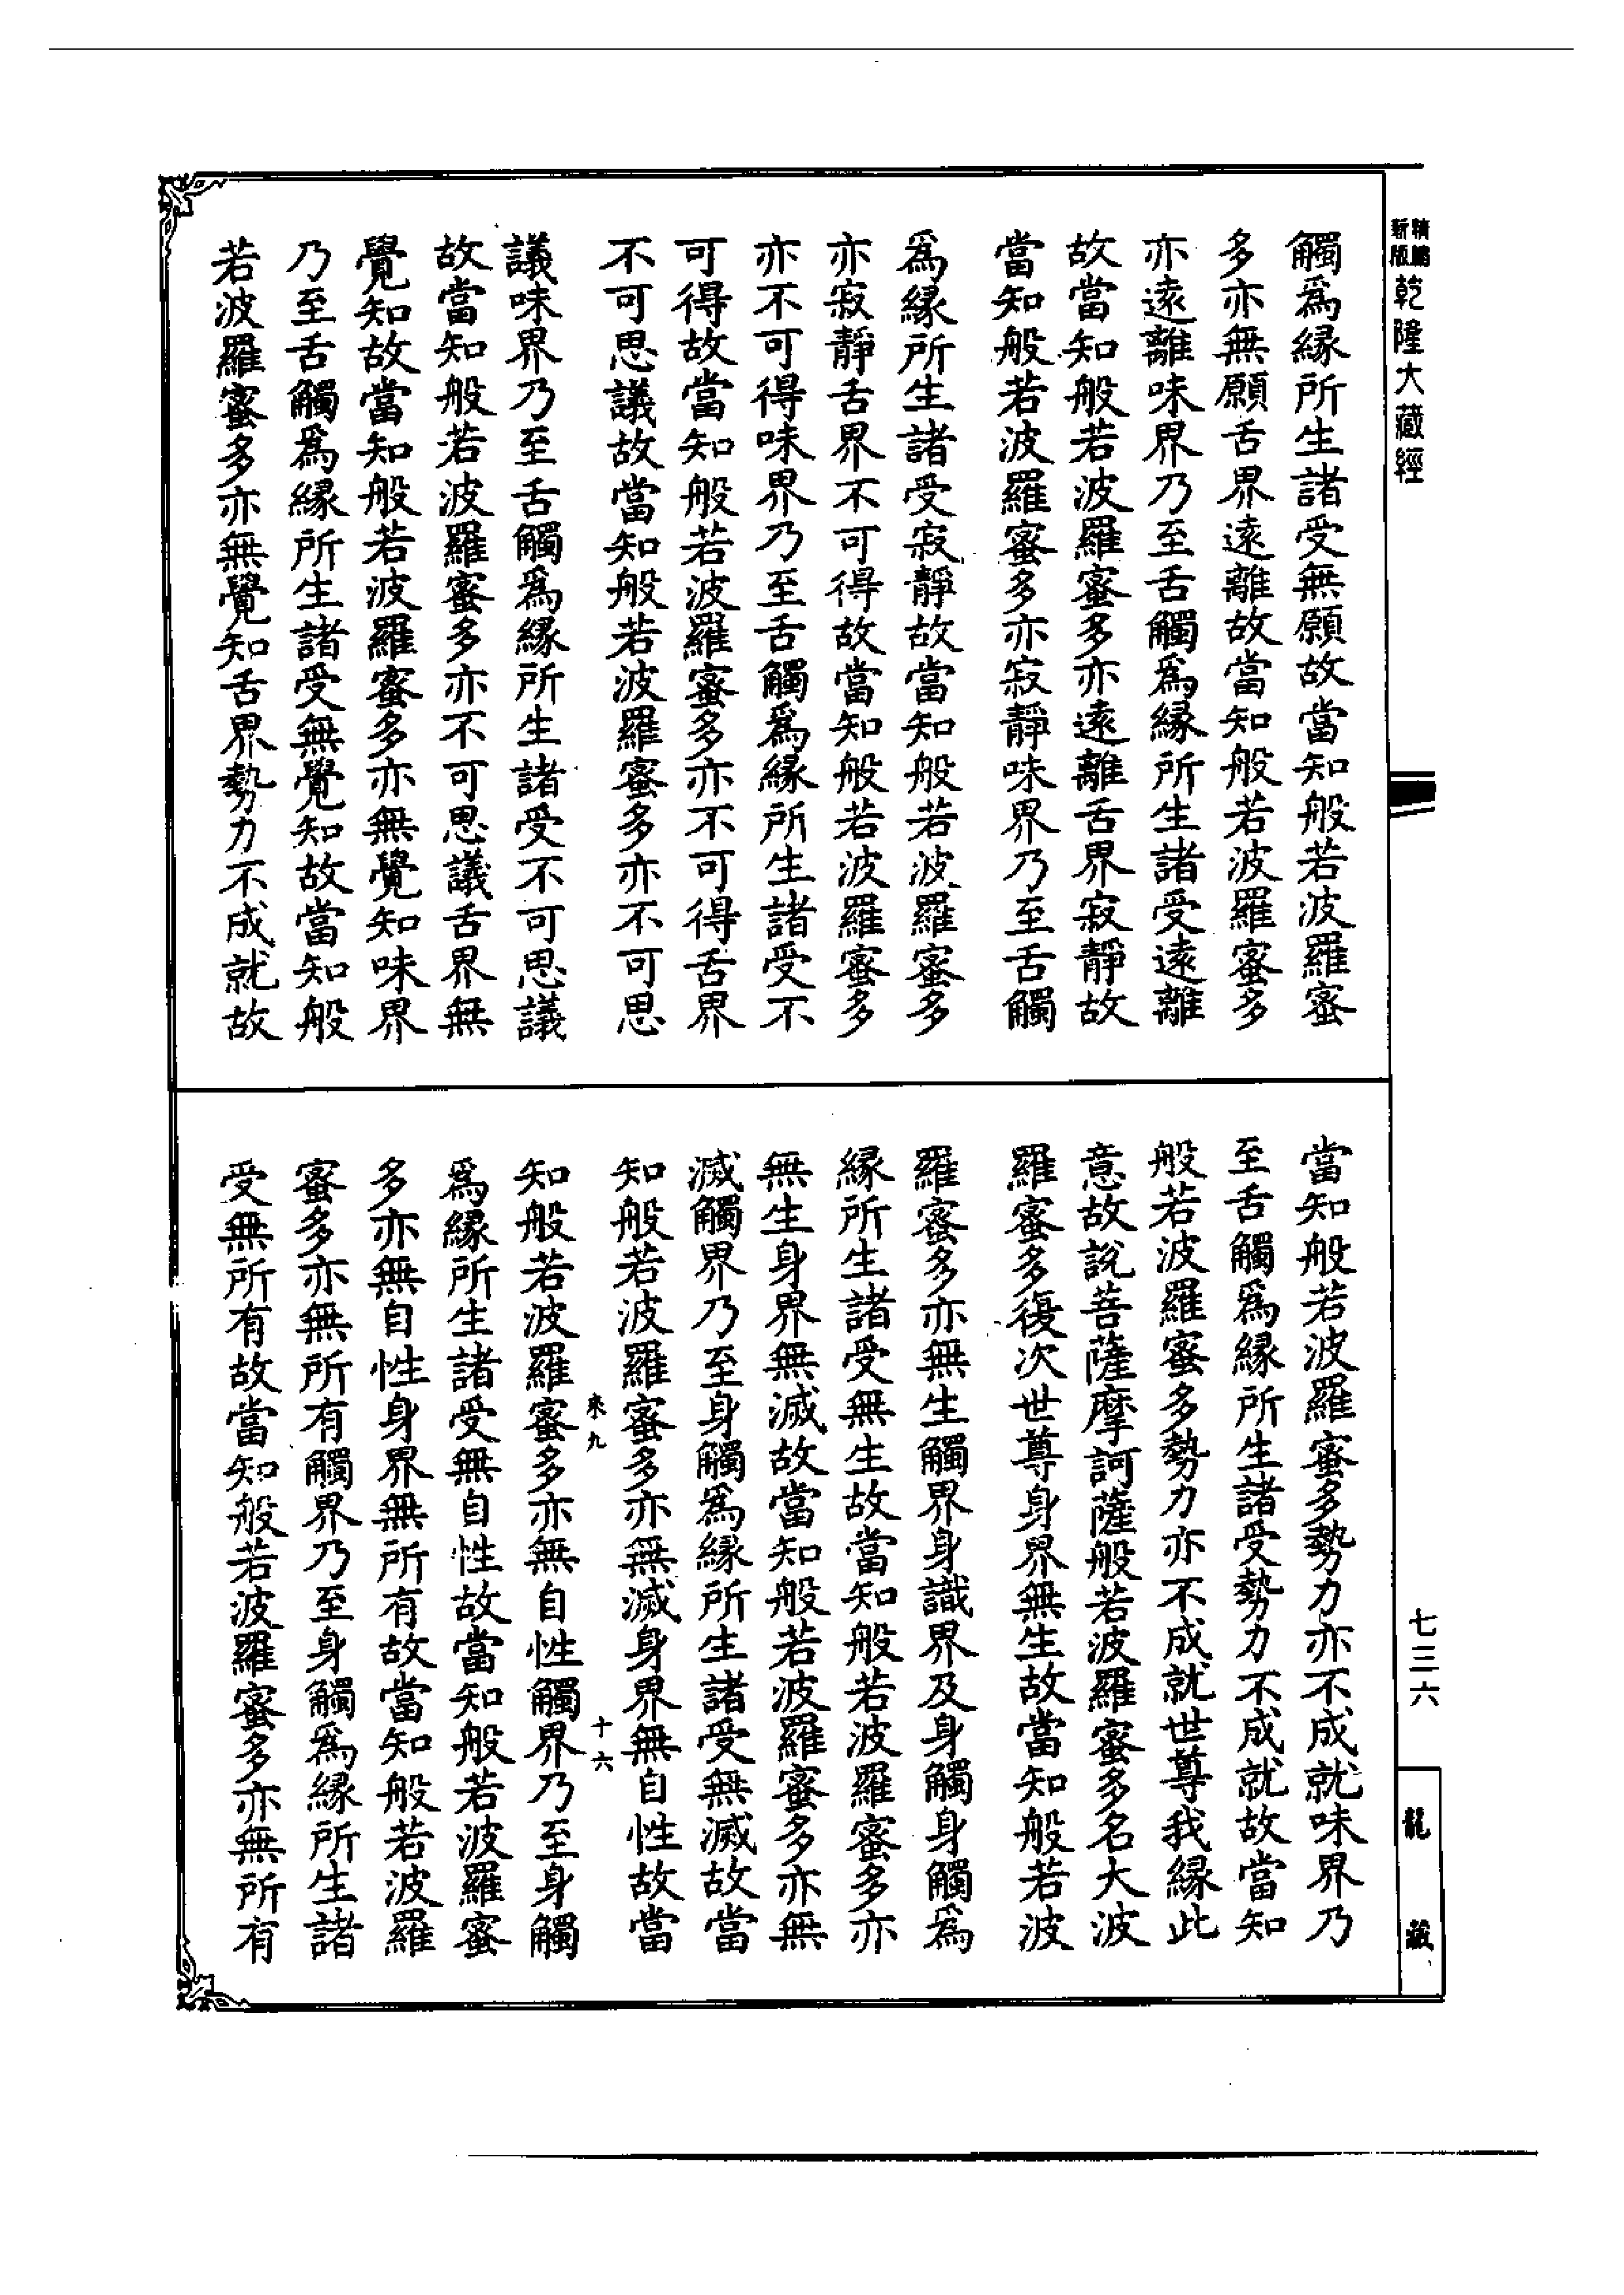 精編
新版
乾隆大藏經
觸爲緣所生諸受無願故當知般若波羅蜜
多亦無願舌界遠離故當知般若波羅蜜多
亦遠離味界乃至舌觸爲緣所生諸受遠離
故當知般若波羅蜜多亦遠離舌界寂靜故
當知般若波羅蜜多亦寂靜味界乃至舌觸
爲緣所生諸受寂靜故當知般若波羅蜜多
亦寂靜舌界不可得故當知般若波羅蜜多
亦不可得味界乃至舌觸爲緣所生諸受不
可得故當知般若波羅蜜多亦不可得舌界
不可思議故當知般若波羅蜜多亦不可思
議味界乃至舌觸爲緣所生諸受不可思議
故當知般若波羅蜜多亦不可思議舌界無
覺知故當知般若波羅蜜多亦無覺知味界
乃至舌觸爲緣所生諸受無覺知故當知般
若波羅蜜多亦無覺知舌界勢力不成就故
當知般若波羅蜜多勢力亦不成就味界乃
至舌觸爲緣所生諸受勢力不成就故當知
般若波羅蜜多勢力亦不成就世尊我緣此
意故說菩薩摩訶薩般若波羅蜜多名大波
羅蜜多復次世尊身界無生故當知般若波
羅蜜多亦無生觸界身識界及身觸身觸爲
緣所生諸受無生故當知般若波羅蜜多亦
無生身界無滅故當知般若波羅蜜多亦無
滅觸界乃至身觸爲緣所生諸受無滅故當
知般若波羅蜜多亦無滅身界無自性故當
來九
十六
知般若波羅蜜多亦無自性觸界乃至身觸
爲緣所生諸受無自性故當知般若波羅蜜
多亦無自性身界無所有故當知般若波羅
蜜多亦無所有觸界乃至身觸爲緣所生諸
受無所有故當知般若波羅蜜多亦無所有
七三六
龍藏